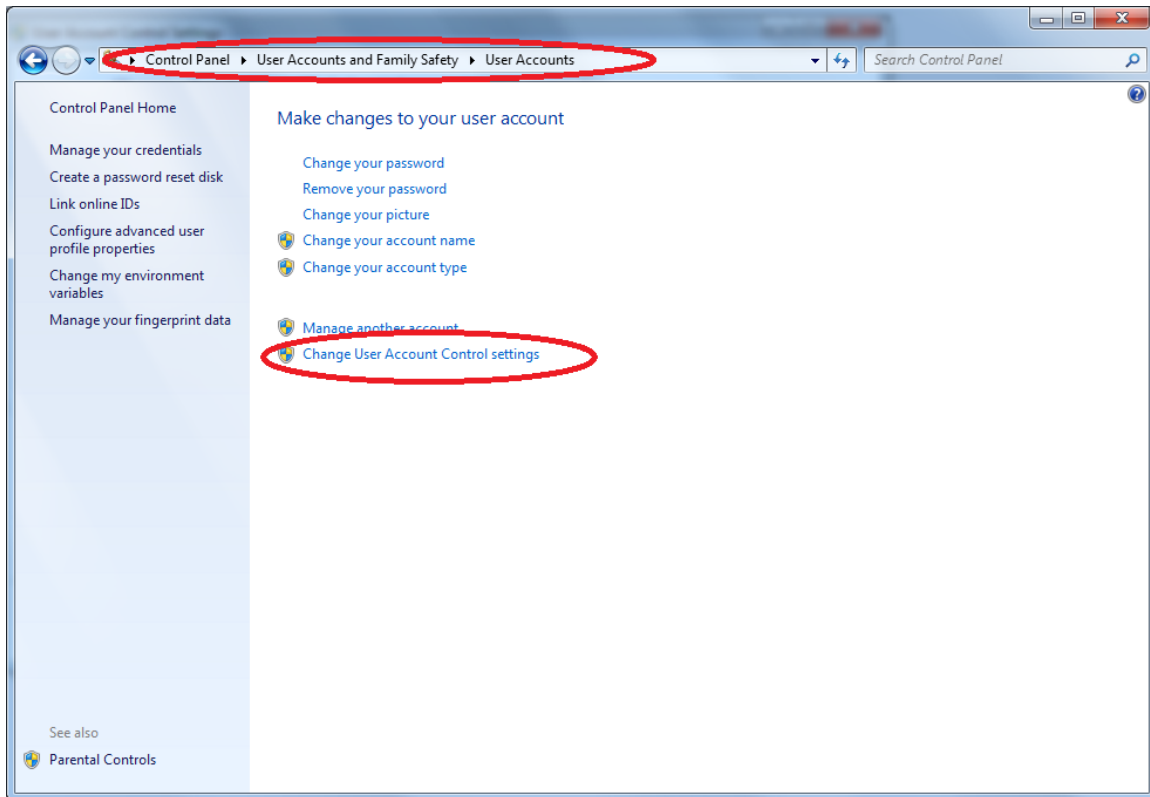 Control Panel ▸ User Accounts and Family Safety ▸ User Accounts
Search Control Panel
Control Panel Home
Manage your credentials
Create a password reset disk
Link online IDs
Configure advanced user
profile properties
Change my environment
variables
Manage your fingerprint data
Make changes to your user account
Change your password
Remove your password
Change your picture
Change your account name
Change your account type
Manage another account
Change User Account Control settings
See also
Parental Controls